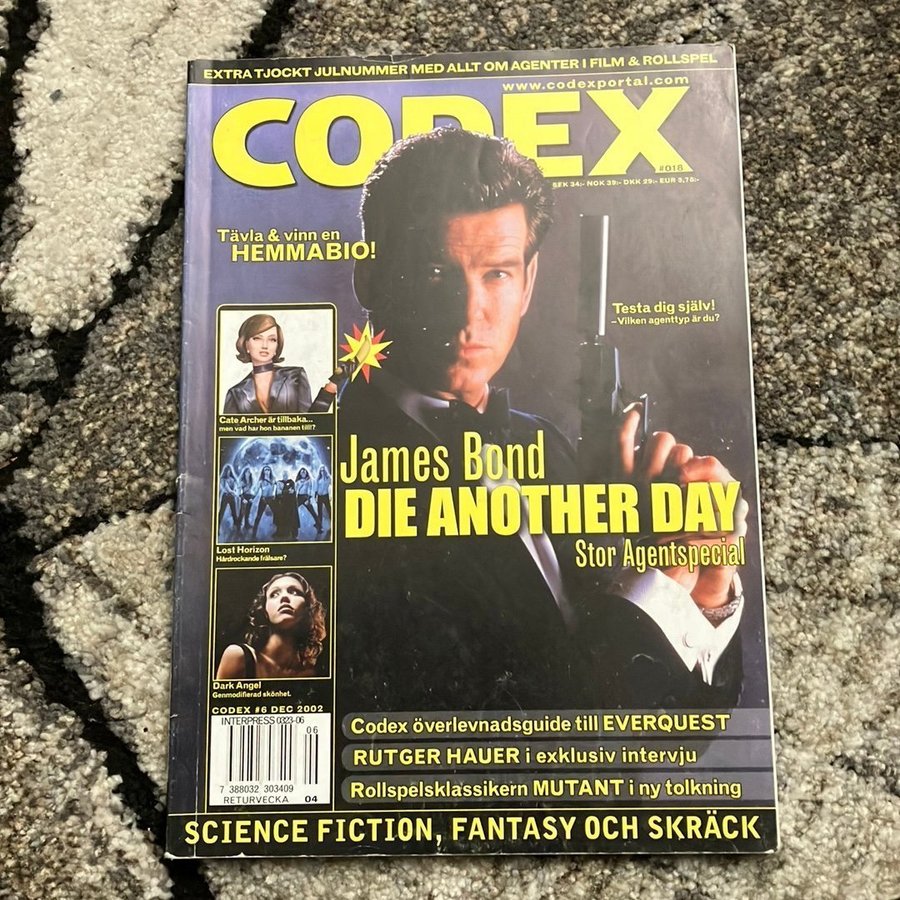 EXTRA TJOCKT JULNUMMER MED ALLT OM AGENTER I FILM & ROLLSPEL
www.codexportal.com
CODEX
#018
SEK 34:- NOK 39:- DKK 29:- EUR 3,75:-
Tävla & vinn en
HEMMABIO!
Testa dig själv!
–Vilken agenttyp är du?
Cate Archer är tillbaka...
men vad har hon bananen till!?
James Bond
DIE ANOTHER DAY
Stor Agentspecial
Lost Horizon
Hårdrockande frälsare?
Dark Angel
Genmodifierad skönhet.
CODEX #6 DEC 2002
INTERPRESS 0323-06
06
7 388032 303409
RETURVECKA 04
Codex överlevnadsguide till EVERQUEST
RUTGER HAUER i exklusiv intervju
Rollspelsklassikern MUTANT i ny tolkning
SCIENCE FICTION, FANTASY OCH SKRÄCK